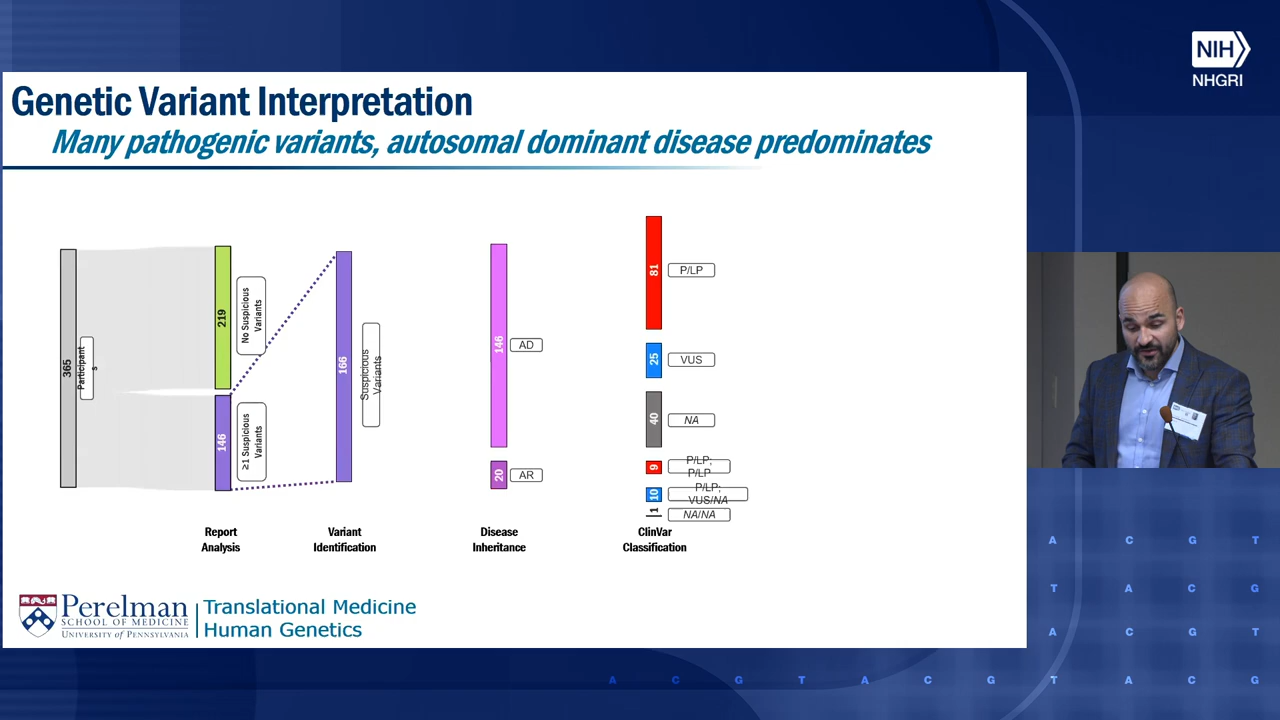 NIH
NHGRI
Genetic Variant Interpretation
Many pathogenic variants, autosomal dominant disease predominates
365
Participant
s
219
No Suspicious
Variants
146
≥1 Suspicious
Variants
166
Suspicious
Variants
146
AD
20
AR
81
P/LP
25
VUS
40
NA
9
P/LP;
P/LP
10
P/LP;
VUS/NA
1
NA/NA
Report
Analysis
Variant
Identification
Disease
Inheritance
ClinVar
Classification
Perelman
SCHOOL OF MEDICINE
UNIVERSITY of PENNSYLVANIA
Translational Medicine
Human Genetics
A C G T
T A C G
A C G T
A C G T A C G T A C G